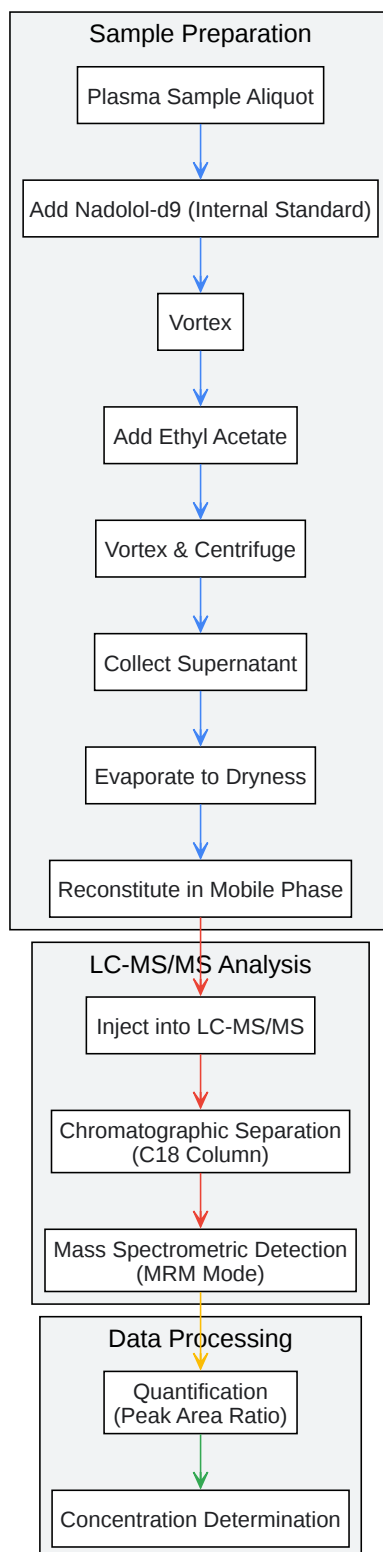 Sample Preparation
Plasma Sample Aliquot
Add Nadolol-d9 (Internal Standard)
Vortex
Add Ethyl Acetate
Vortex & Centrifuge
Collect Supernatant
Evaporate to Dryness
Reconstitute in Mobile Phase
LC-MS/MS Analysis
Inject into LC-MS/MS
Chromatographic Separation
(C18 Column)
Mass Spectrometric Detection
(MRM Mode)
Data Processing
Quantification
(Peak Area Ratio)
Concentration Determination